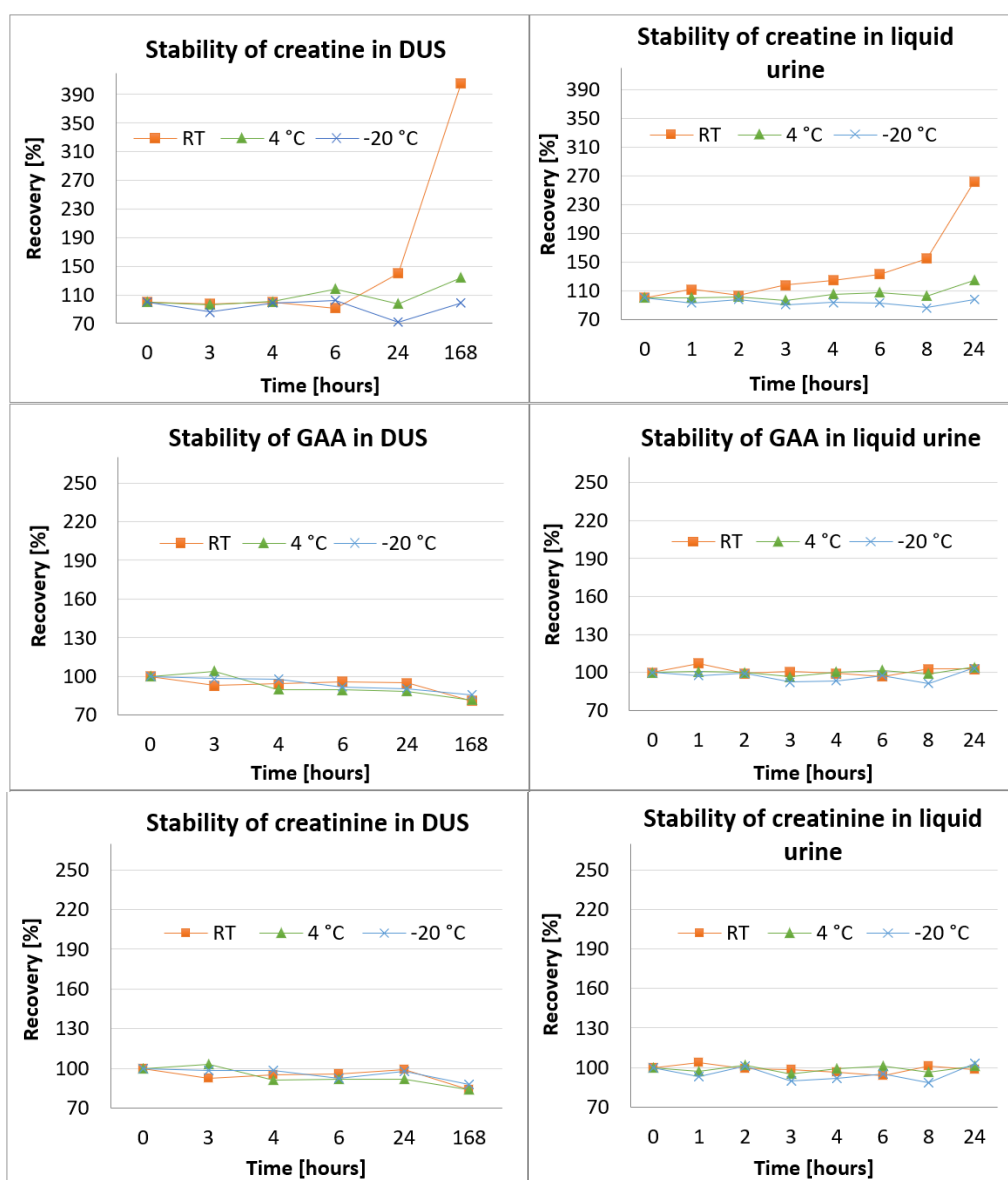 Stability of creatine in DUS
Recovery [%]
390
350
310
270
230
190
150
110
70
RT 4 °C -20 °C
0 3 4 6 24 168
Time [hours]
Stability of creatine in liquid
urine
Recovery [%]
390
350
310
270
230
190
150
110
70
RT 4 °C -20 °C
0 1 2 3 4 6 8 24
Time [hours]
Stability of GAA in DUS
Recovery [%]
250
220
190
160
130
100
70
RT 4 °C -20 °C
0 3 4 6 24 168
Time [hours]
Stability of GAA in liquid urine
Recovery [%]
250
220
190
160
130
100
70
RT 4 °C -20 °C
0 1 2 3 4 6 8 24
Time [hours]
Stability of creatinine in DUS
Recovery [%]
250
220
190
160
130
100
70
RT 4 °C -20 °C
0 3 4 6 24 168
Time [hours]
Stability of creatinine in liquid
urine
Recovery [%]
250
220
190
160
130
100
70
RT 4 °C -20 °C
0 1 2 3 4 6 8 24
Time [hours]